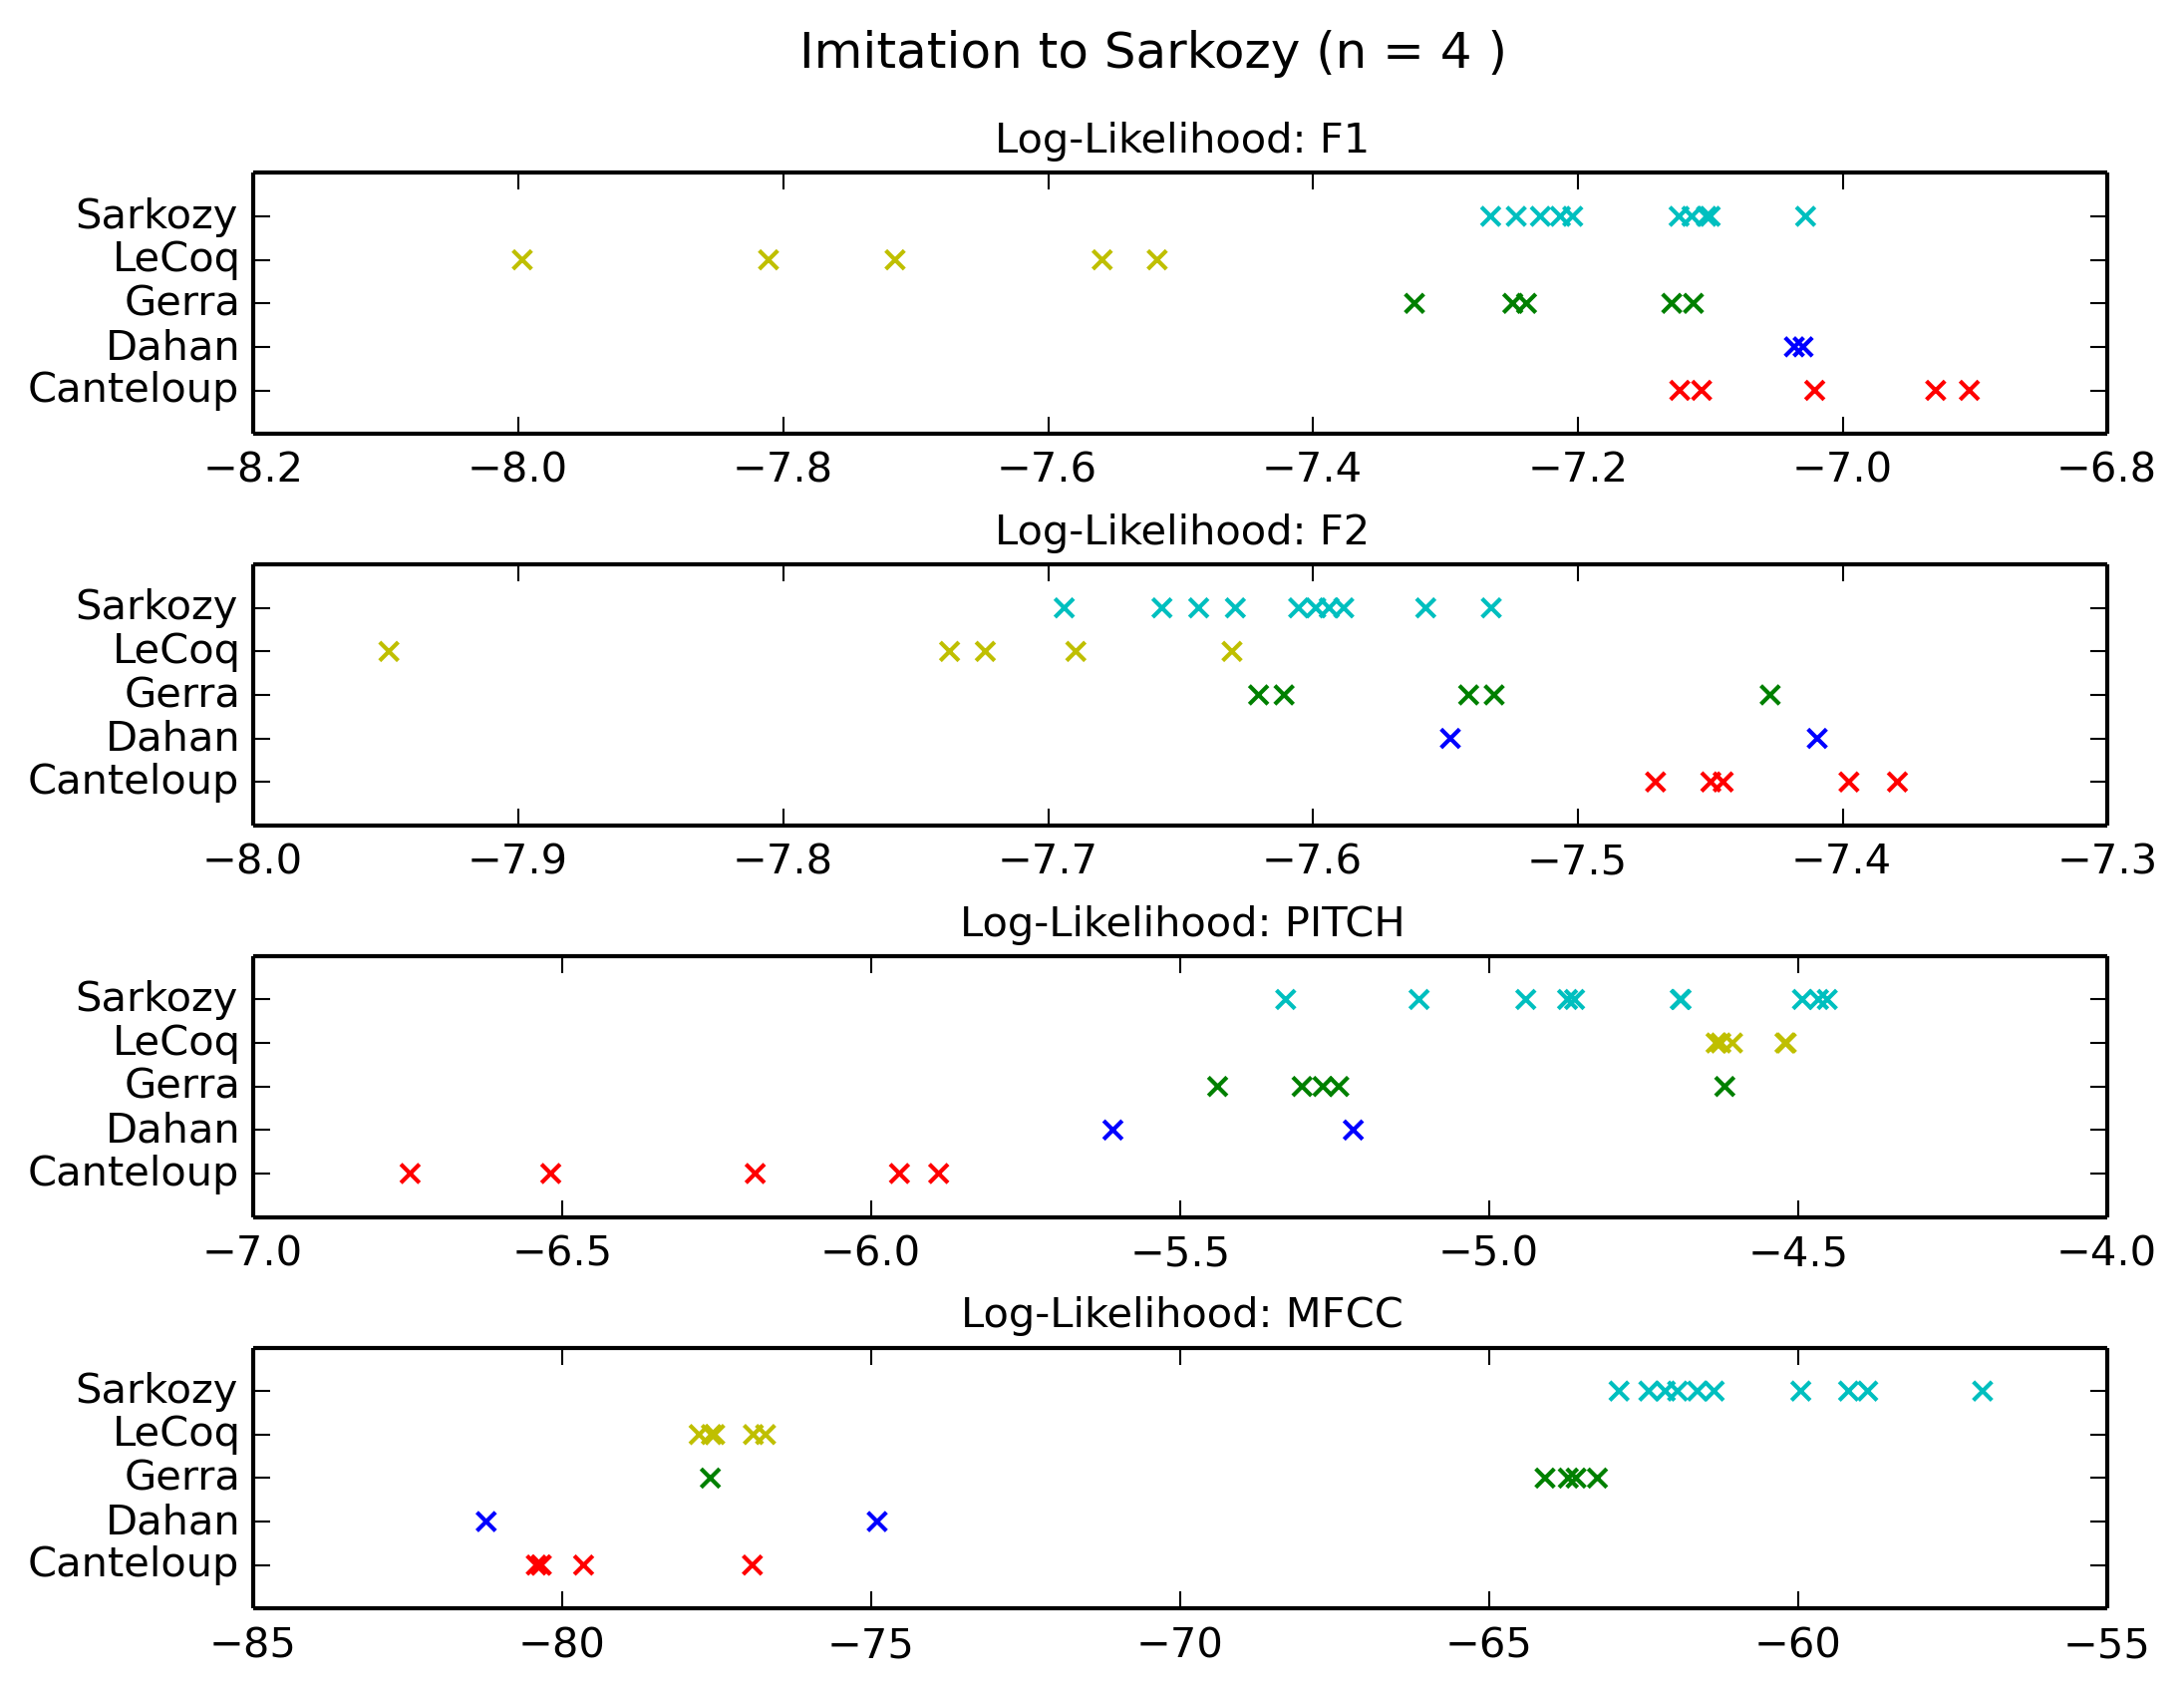 Imitation to Sarkozy (n = 4 )
Log-Likelihood: F1
Sarkozy
LeCoq
Gerra
Dahan
Canteloup
−8.2 −8.0 −7.8 −7.6 −7.4 −7.2 −7.0 −6.8
Log-Likelihood: F2
Sarkozy
LeCoq
Gerra
Dahan
Canteloup
−8.0 −7.9 −7.8 −7.7 −7.6 −7.5 −7.4 −7.3
Log-Likelihood: PITCH
Sarkozy
LeCoq
Gerra
Dahan
Canteloup
−7.0 −6.5 −6.0 −5.5 −5.0 −4.5 −4.0
Log-Likelihood: MFCC
Sarkozy
LeCoq
Gerra
Dahan
Canteloup
−85 −80 −75 −70 −65 −60 −55